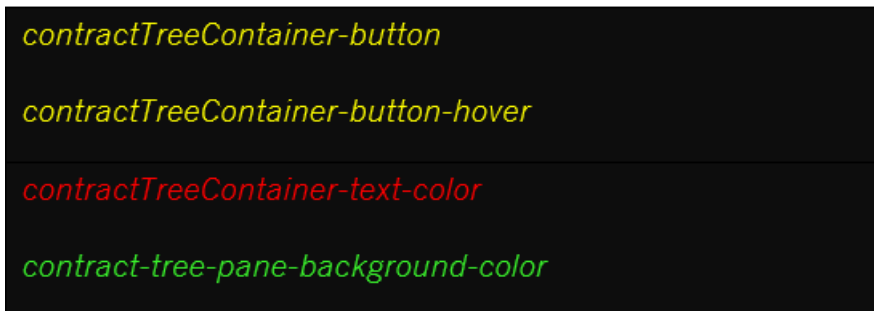 contractTreeContainer-button
contractTreeContainer-button-hover
contractTreeContainer-text-color
contract-tree-pane-background-color